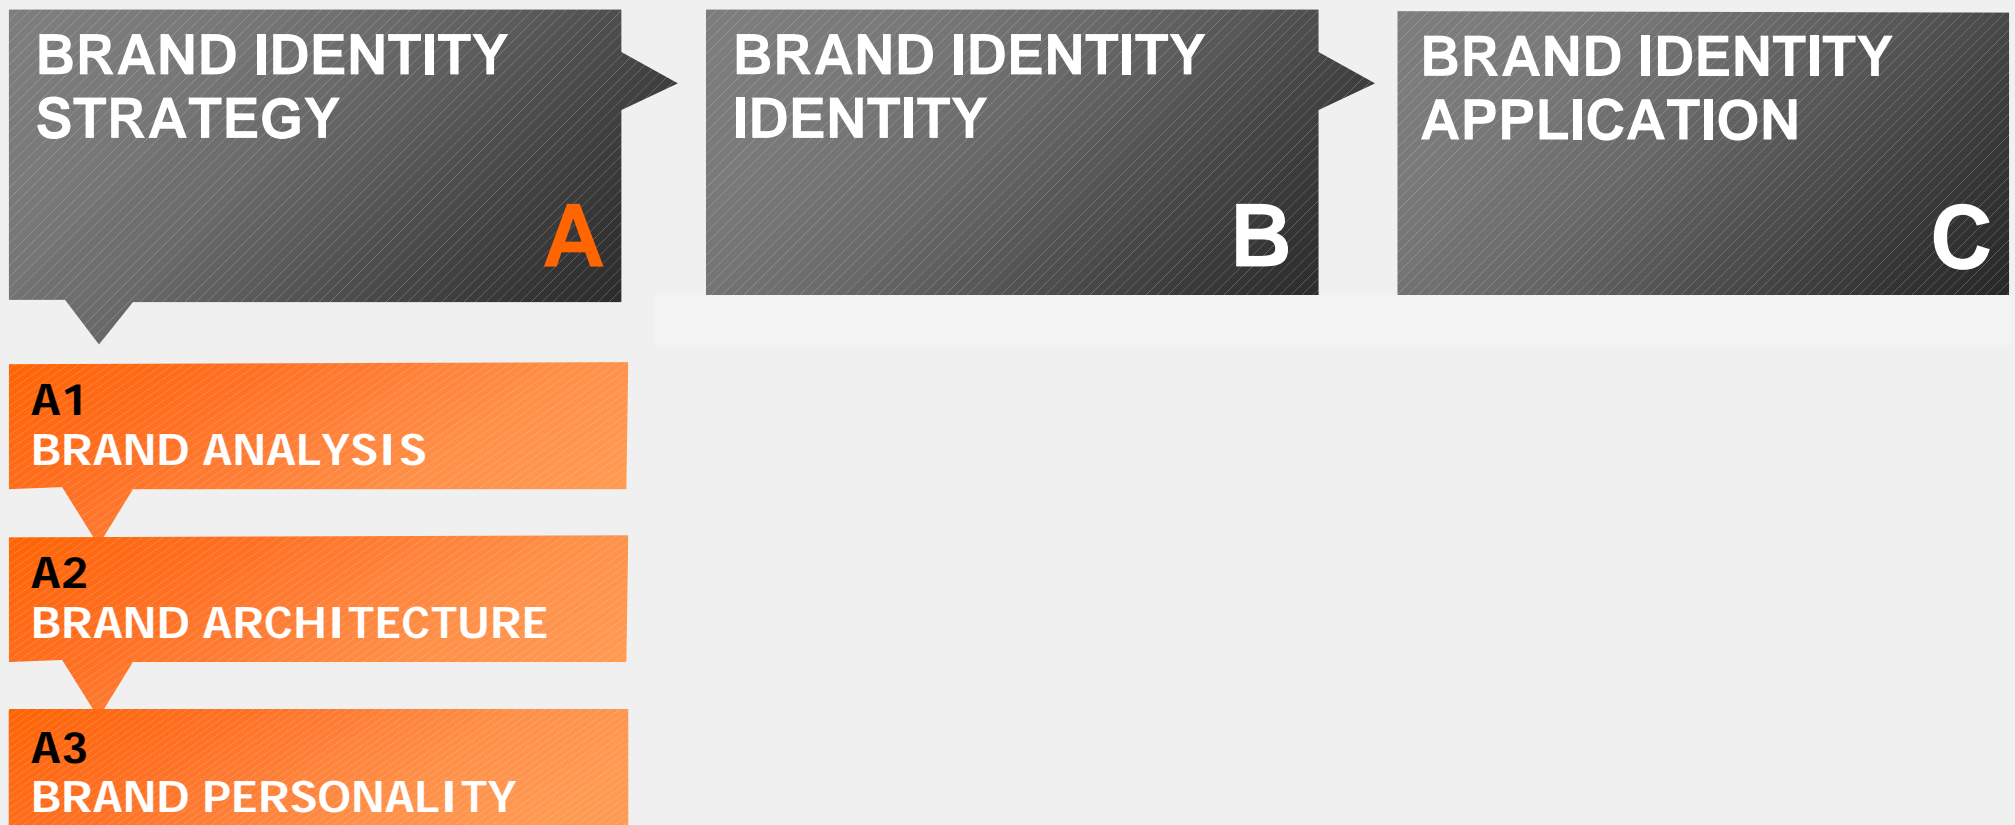 BRAND IDENTITY
STRATEGY
A
BRAND IDENTITY
IDENTITY
B
BRAND IDENTITY
APPLICATION
C
A1
BRAND ANALYSIS
A2
BRAND ARCHITECTURE
A3
BRAND PERSONALITY